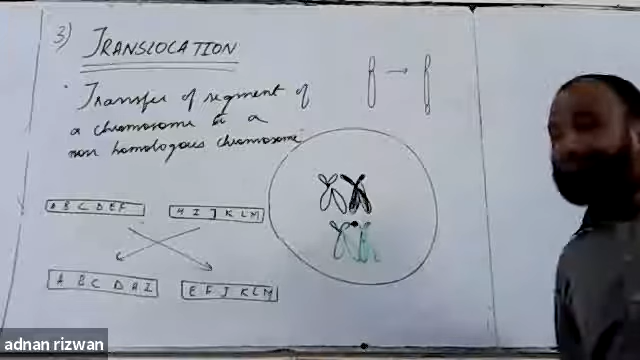 3) TRANSLOCATION
Transfer of segment of
a chromosome to a
non homologous chromosome
A B C D E F
H I J K L M
A B C D H I
E F J K L M
adnan rizwan